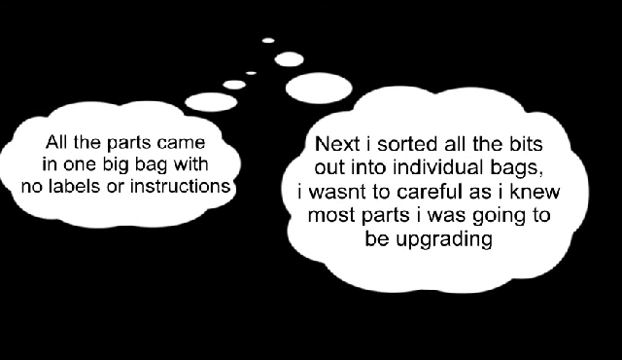 All the parts came
in one big bag with
no labels or instructions
Next i sorted all the bits
out into individual bags,
i wasnt to careful as i knew
most parts i was going to
be upgrading